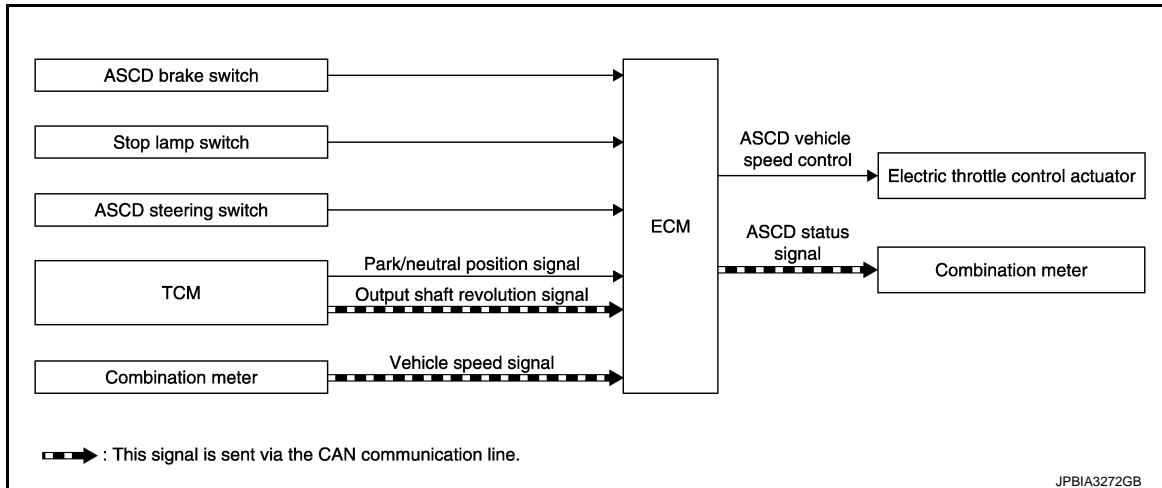 ASCD brake switch
Stop lamp switch
ASCD steering switch
TCM
Park/neutral position signal
Output shaft revolution signal
Combination meter
Vehicle speed signal
ECM
ASCD vehicle
speed control
Electric throttle control actuator
ASCD status
signal
Combination meter
: This signal is sent via the CAN communication line.
JPBIA3272GB